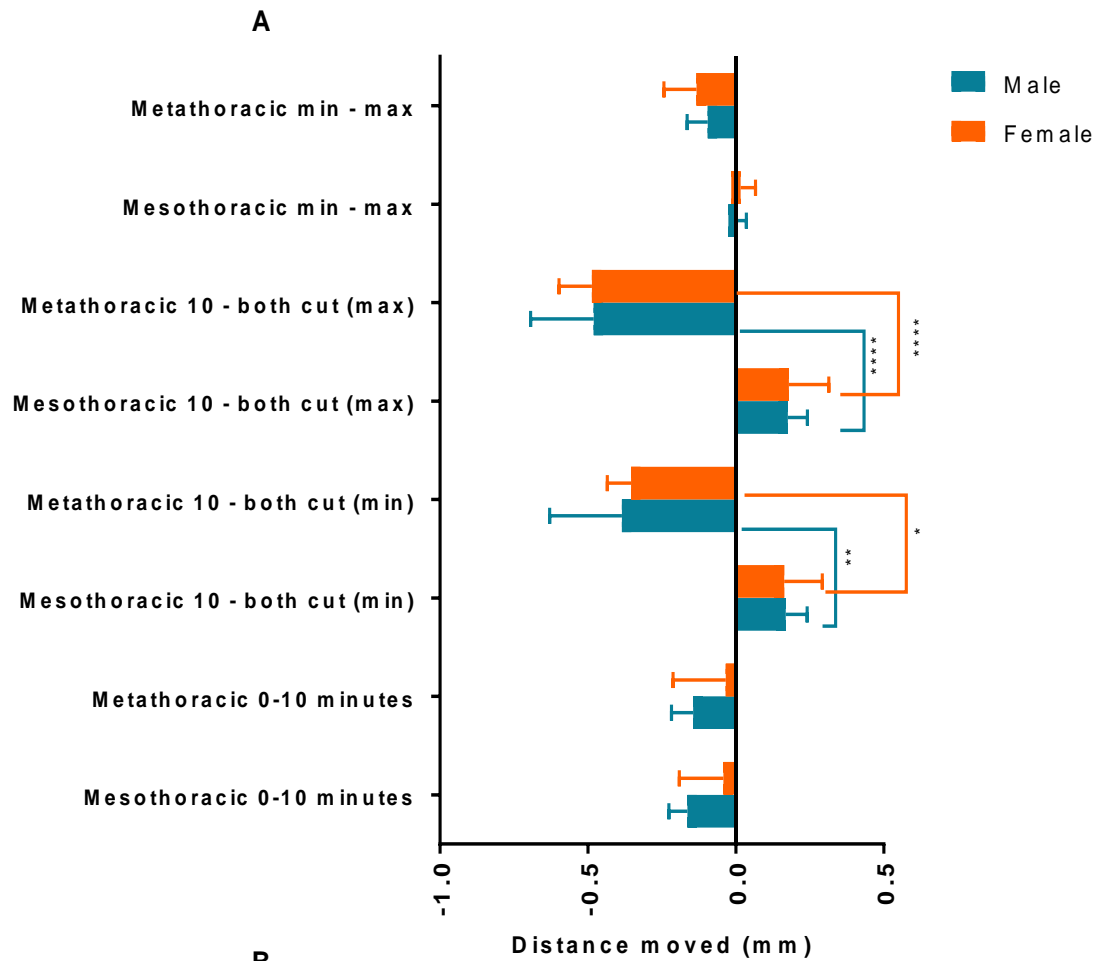 A
Male
Female
Metathoracic min - max
Mesothoracic min - max
Metathoracic 10 - both cut (max)
Mesothoracic 10 - both cut (max)
Metathoracic 10 - both cut (min)
Mesothoracic 10 - both cut (min)
Metathoracic 0-10 minutes
Mesothoracic 0-10 minutes
****
****
*
**
-1.0
-0.5
0.0
0.5
Distance moved (mm)
B